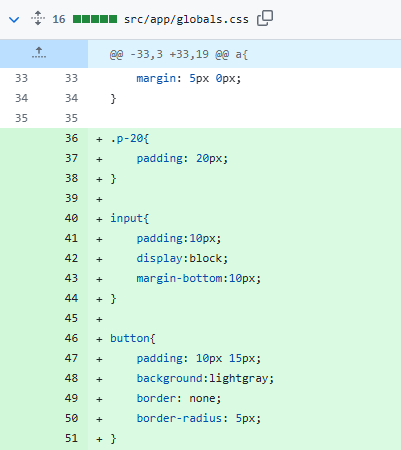 16 src/app/globals.css
@@ -33,3 +33,19 @@ a{
33 33 margin: 5px 0px;
34 34 }
35 35
36 + .p-20{
37 + padding: 20px;
38 + }
39 +
40 + input{
41 + padding:10px;
42 + display:block;
43 + margin-bottom:10px;
44 + }
45 +
46 + button{
47 + padding: 10px 15px;
48 + background:lightgray;
49 + border: none;
50 + border-radius: 5px;
51 + }